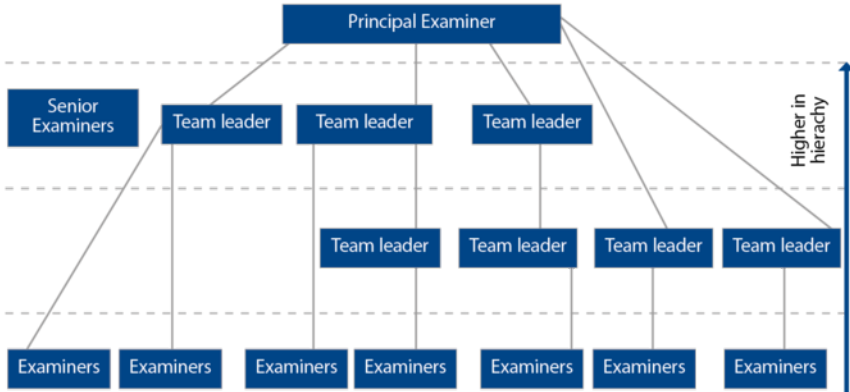 Principal Examiner
Senior
Examiners
Team leader
Team leader
Team leader
Higher in
hierachy
Team leader
Team leader
Team leader
Team leader
Examiners
Examiners
Examiners
Examiners
Examiners
Examiners
Examiners